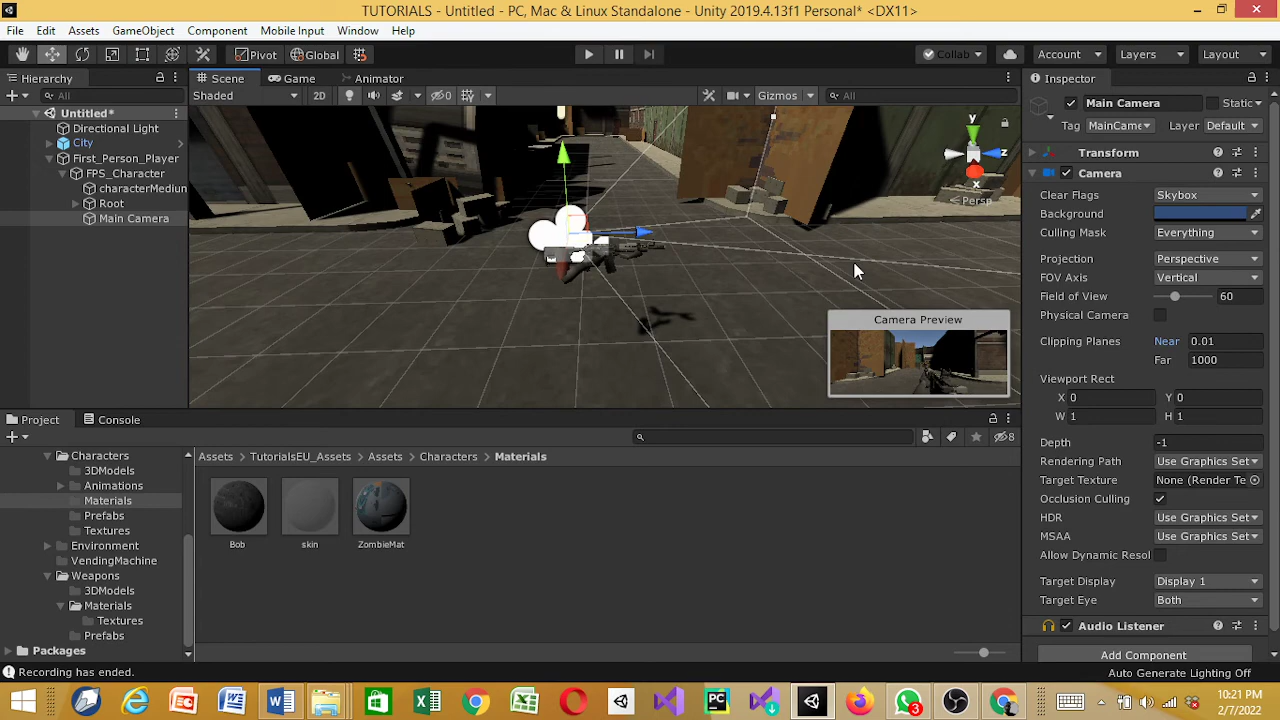 TUTORIALS - Untitled - PC, Mac & Linux Standalone - Unity 2019.4.13f1 Personal* <DX11>
File Edit Assets GameObject Component Mobile Input Window Help
Pivot Global Collab Account Layers Layout
Hierarchy Scene Game Animator Inspector
All Shaded 2D 0 Gizmos All Main Camera Static
Untitled*
Tag MainCame Layer Default
Directional Light
City
First_Person_Player
FPS_Character
characterMedium
Root
Main Camera
y
z
x
Persp
Transform
Camera
Clear Flags Skybox
Background
Culling Mask Everything
Projection Perspective
FOV Axis Vertical
Field of View 60
Physical Camera
Clipping Planes Near 0.01
Far 1000
Viewport Rect
X 0 Y 0
W 1 H 1
Depth -1
Rendering Path Use Graphics Set
Target Texture None (Render Te
Occlusion Culling
HDR Use Graphics Set
MSAA Use Graphics Set
Allow Dynamic Resol
Target Display Display 1
Target Eye Both
Audio Listener
Add Component
Camera Preview
Project Console
8
Characters
3DModels
Animations
Materials
Prefabs
Textures
Environment
VendingMachine
Weapons
3DModels
Materials
Textures
Prefabs
Packages
Assets > TutorialsEU_Assets > Assets > Characters > Materials
Bob skin ZombieMat
Recording has ended. Auto Generate Lighting Off
3
10:21 PM
2/7/2022